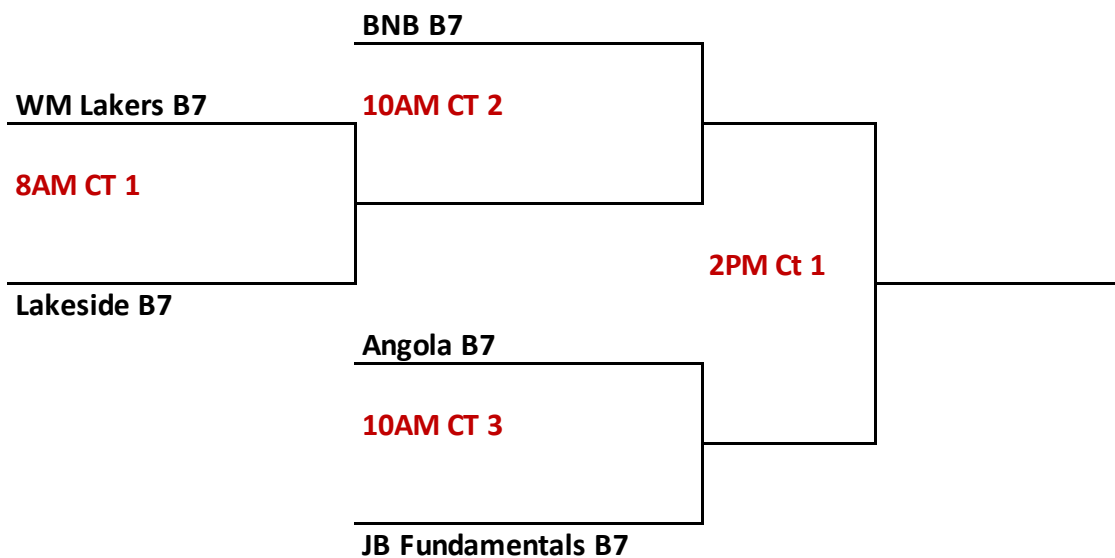 BNB B7
WM Lakers B7
10AM CT 2
8AM CT 1
2PM Ct 1
Lakeside B7
Angola B7
10AM CT 3
JB Fundamentals B7